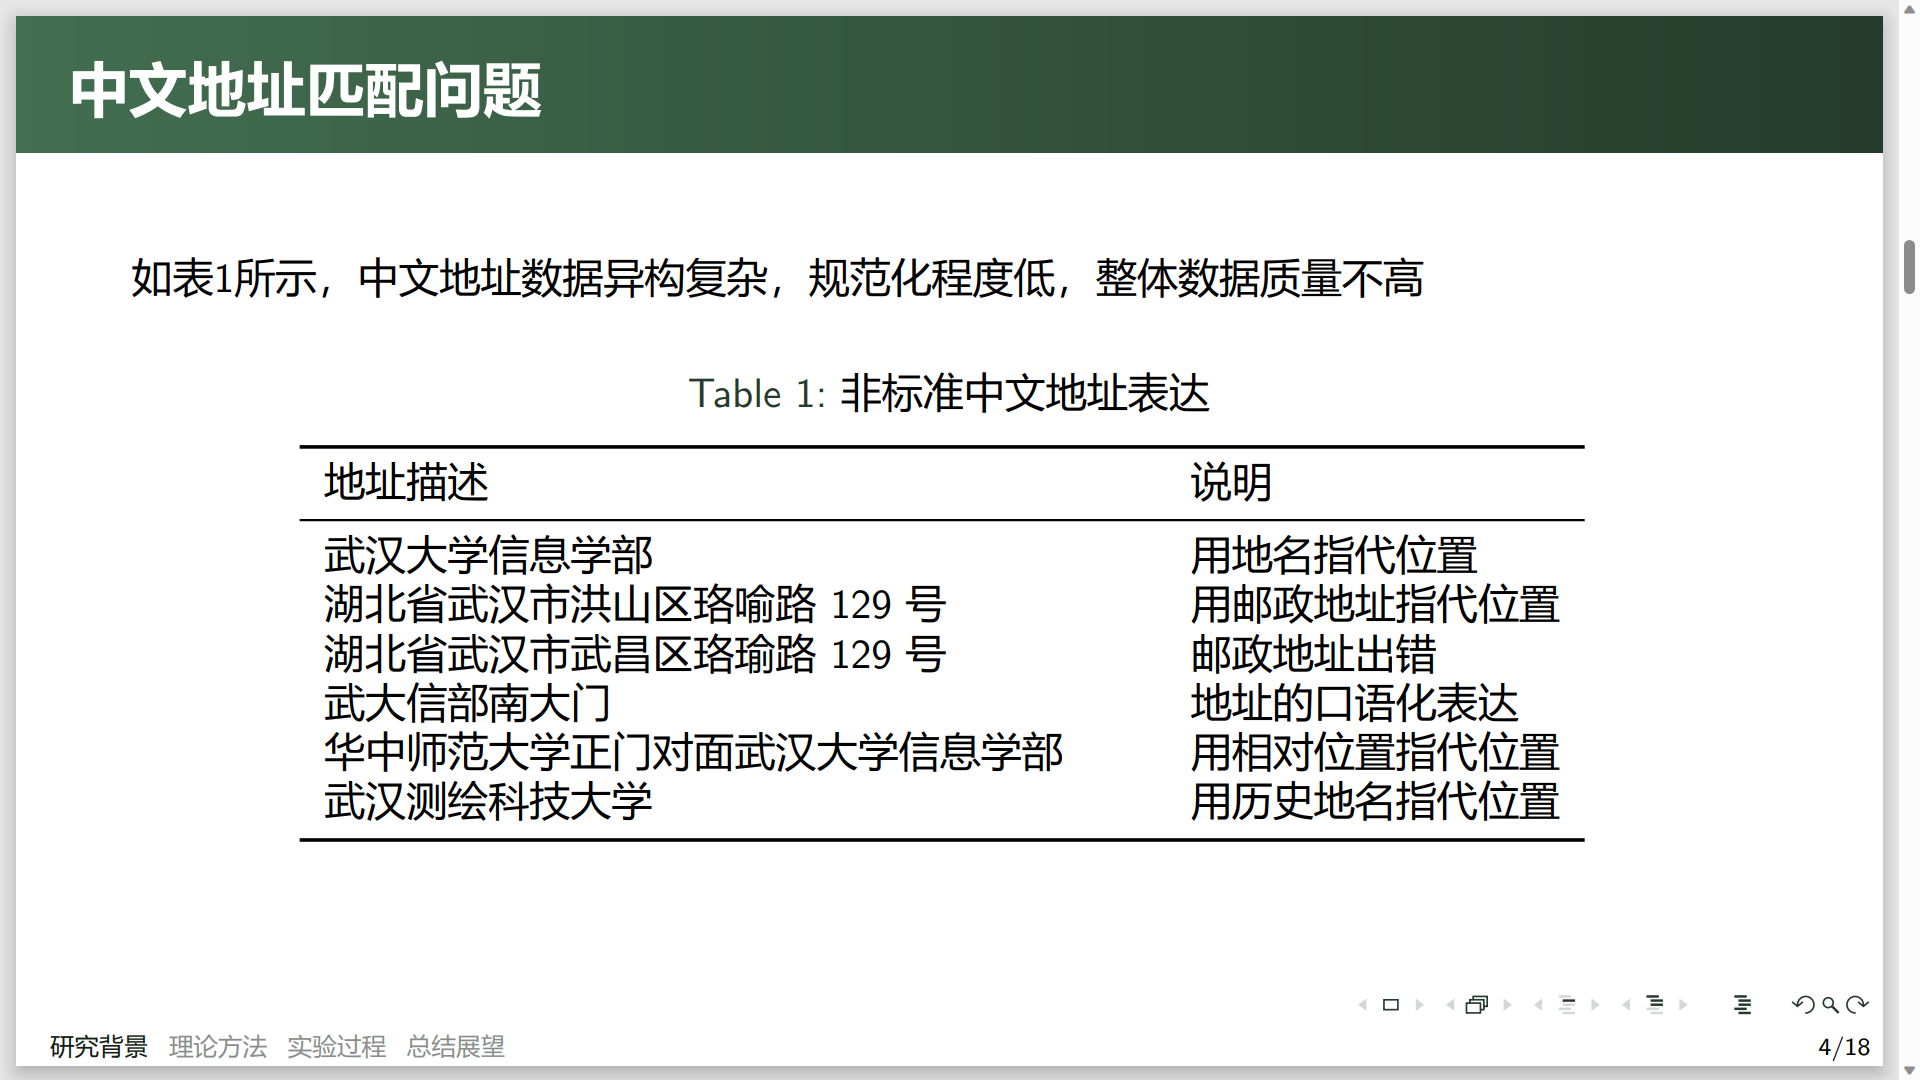 中文地址匹配问题
如表1所示，中文地址数据异构复杂，规范化程度低，整体数据质量不高
Table 1: 非标准中文地址表达
地址描述 说明
武汉大学信息学部 用地名指代位置
湖北省武汉市洪山区珞喻路 129 号 用邮政地址指代位置
湖北省武汉市武昌区珞瑜路 129 号 邮政地址出错
武大信部南大门 地址的口语化表达
华中师范大学正门对面武汉大学信息学部 用相对位置指代位置
武汉测绘科技大学 用历史地名指代位置
研究背景 理论方法 实验过程 总结展望 4/18